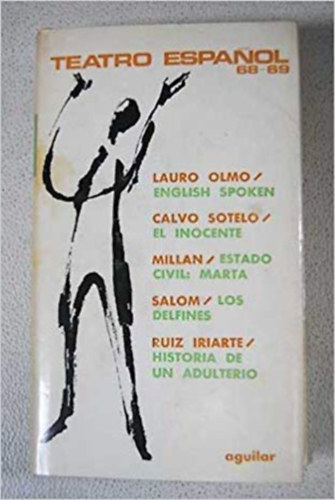 TEATRO ESPAÑOL
68-69
LAURO OLMO/
ENGLISH SPOKEN
CALVO SOTELO/
EL INOCENTE
MILLAN/ ESTADO
CIVIL: MARTA
SALOM/ LOS
DELFINES
RUIZ IRIARTE/
HISTORIA DE
UN ADULTERIO
aguilar